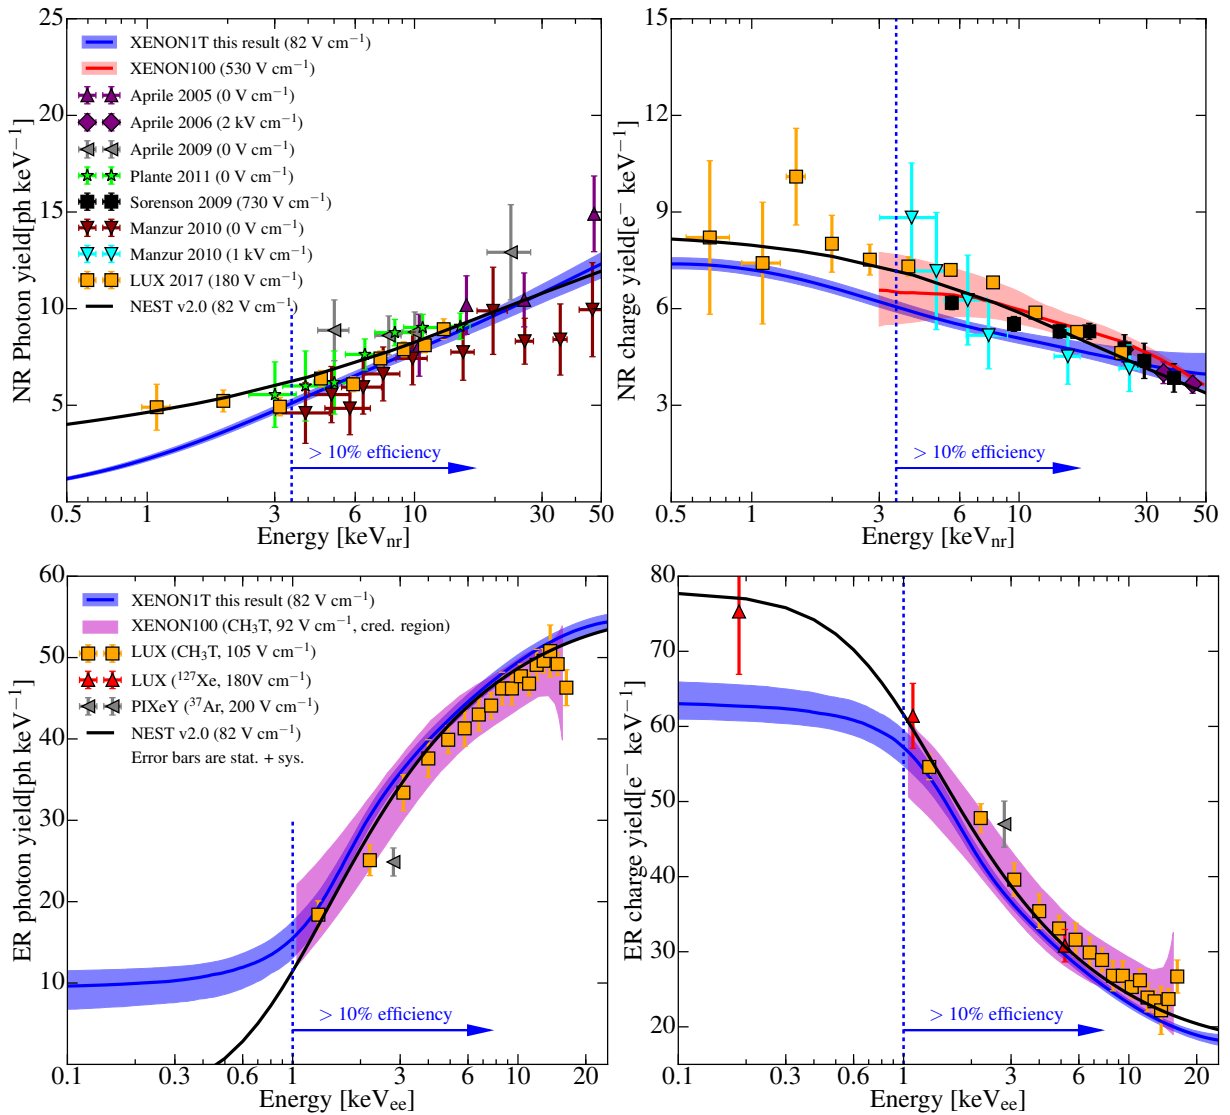 25
20
15
10
5
NR Photon yield[ph keV−1]
XENON1T this result (82 V cm−1)
XENON100 (530 V cm−1)
Aprile 2005 (0 V cm−1)
Aprile 2006 (2 kV cm−1)
Aprile 2009 (0 V cm−1)
Plante 2011 (0 V cm−1)
Sorenson 2009 (730 V cm−1)
Manzur 2010 (0 V cm−1)
Manzur 2010 (1 kV cm−1)
LUX 2017 (180 V cm−1)
NEST v2.0 (82 V cm−1)
> 10% efficiency
0.5 1 3 6 10 30 50
Energy [keVnr]
15
12
9
6
3
NR charge yield[e− keV−1]
> 10% efficiency
0.5 1 3 6 10 30 50
Energy [keVnr]
60
50
40
30
20
10
ER photon yield[ph keV−1]
XENON1T this result (82 V cm−1)
XENON100 (CH3T, 92 V cm−1, cred. region)
LUX (CH3T, 105 V cm−1)
LUX (127Xe, 180V cm−1)
PIXeY (37Ar, 200 V cm−1)
NEST v2.0 (82 V cm−1)
Error bars are stat. + sys.
> 10% efficiency
0.1 0.3 0.6 1 3 6 10 20
Energy [keVee]
80
70
60
50
40
30
20
ER charge yield[e− keV−1]
> 10% efficiency
0.1 0.3 0.6 1 3 6 10 20
Energy [keVee]